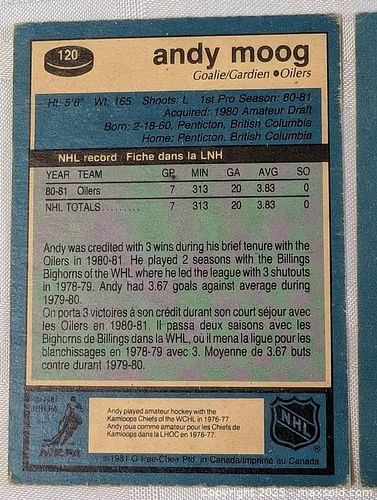 120
andy moog
Goalie/Gardien •Oilers
Ht: 5'8" Wt: 165 Shoots: L 1st Pro Season: 80-81
Acquired: 1980 Amateur Draft
Born: 2-18-60, Penticton, British Columbia
Home: Penticton, British Columbia
NHL record Fiche dans la LNH
YEAR TEAM GP MIN GA AVG SO
80-81 Oilers 7 313 20 3.83 0
NHL TOTALS......... 7 313 20 3.83 0
Andy was credited with 3 wins during his brief tenure with the
Oilers in 1980-81. He played 2 seasons with the Billings
Bighorns of the WHL where he led the league with 3 shutouts
in 1978-79. Andy had 3.67 goals against average during
1979-80.
On porta 3 victoires à son crédit durant son court séjour avec
les Oilers en 1980-81. Il passa deux saisons avec les
Bighorns de Billings dans la WHL, où il mena la ligue pour les
blanchissages en 1978-79 avec 3. Moyenne de 3.67 buts
contre durant 1979-80.
Andy played amateur hockey with the
Kamloops Chiefs of the WCHL in 1976-77.
Andy joua comme amateur pour les Chiefs de
Kamloops dans la LHOC en 1976-77.
NHL
©1981 O-Pee-Chee Ptd. in Canada/Imprimé au Canada
Copyright 2023 - maxsold.com